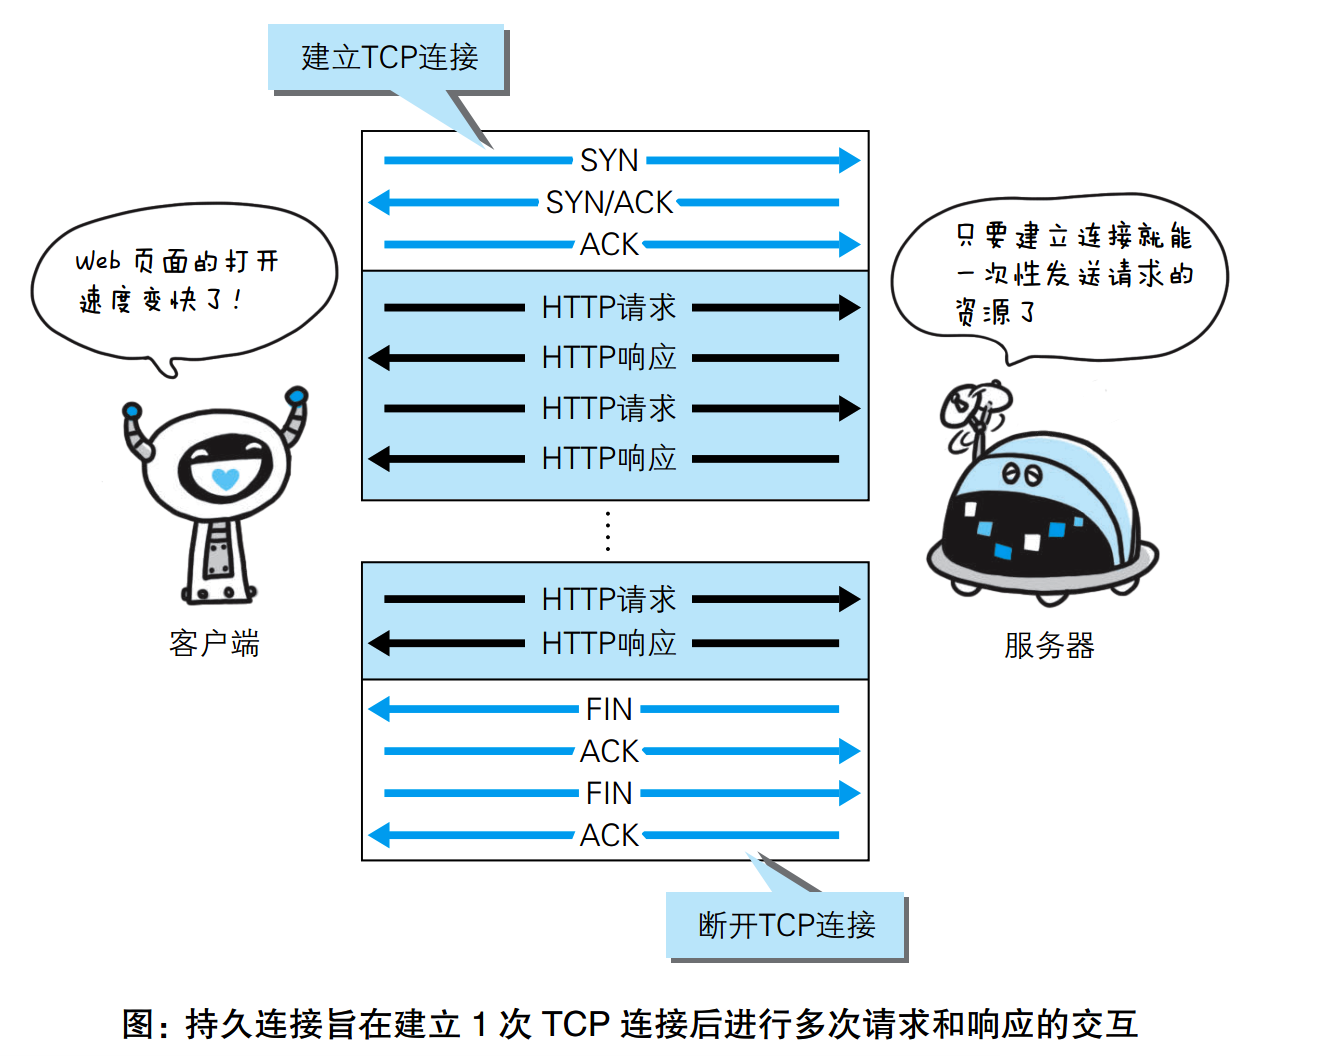 建立TCP连接
SYN
SYN/ACK
ACK
Web 页面的打开
速度变快了!
只要建立连接就能
一次性发送请求的
资源了
HTTP请求
HTTP响应
HTTP请求
HTTP响应
HTTP请求
HTTP响应
客户端
服务器
FIN
ACK
FIN
ACK
断开TCP连接
图：持久连接旨在建立 1 次 TCP 连接后进行多次请求和响应的交互